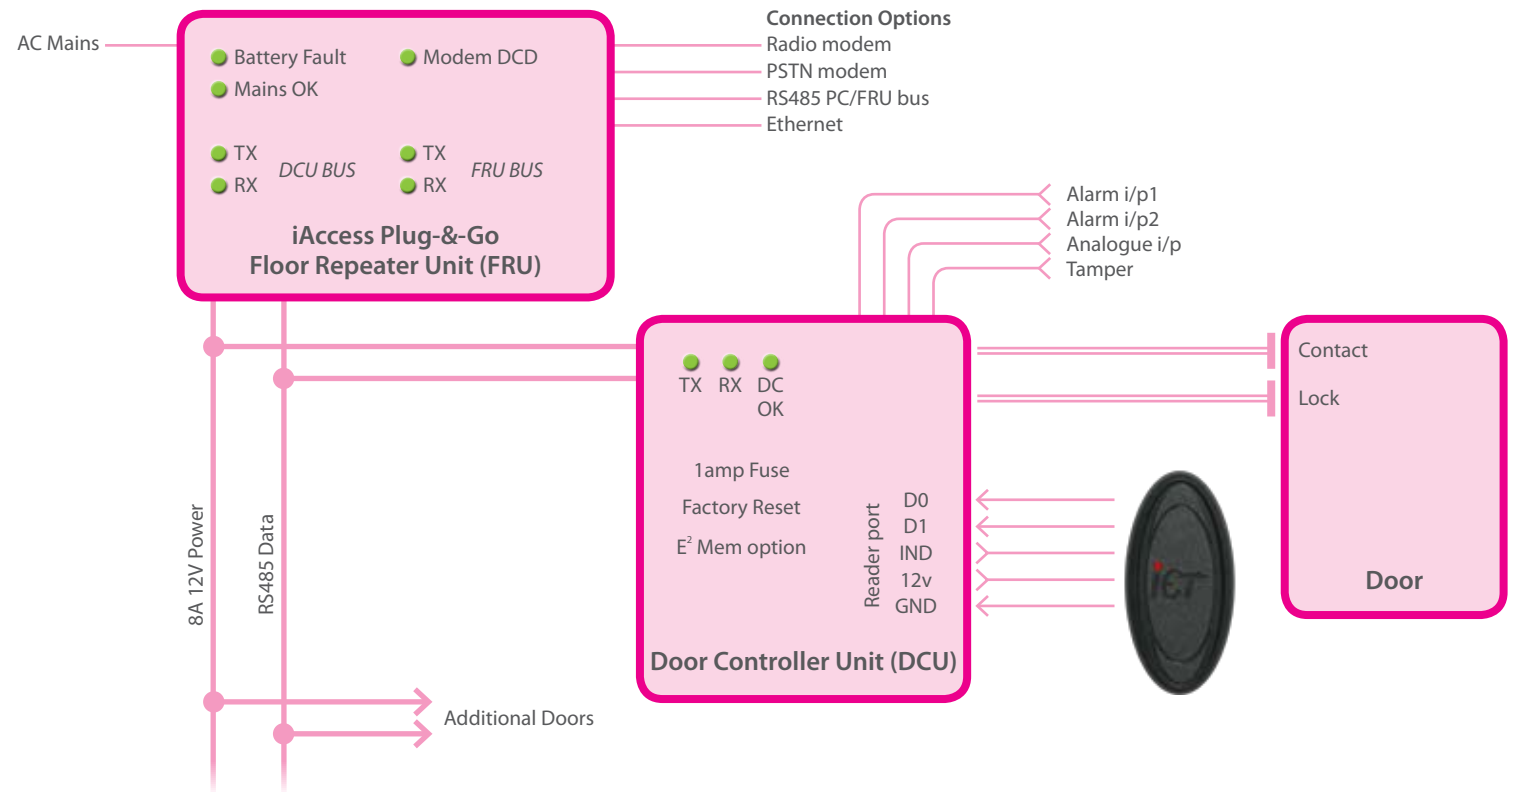 Connection Options
AC Mains
Radio modem
PSTN modem
RS485 PC/FRU bus
Ethernet
Battery Fault
Modem DCD
Mains OK
TX
RX
DCU BUS
TX
RX
FRU BUS
iAccess Plug-&-Go
Floor Repeater Unit (FRU)
Alarm i/p1
Alarm i/p2
Analogue i/p
Tamper
TX
RX
DC
OK
1amp Fuse
Factory Reset
E² Mem option
Reader port
D0
D1
IND
12v
GND
Door Controller Unit (DCU)
Contact
Lock
Door
iET
8A 12V Power
RS485 Data
Additional Doors